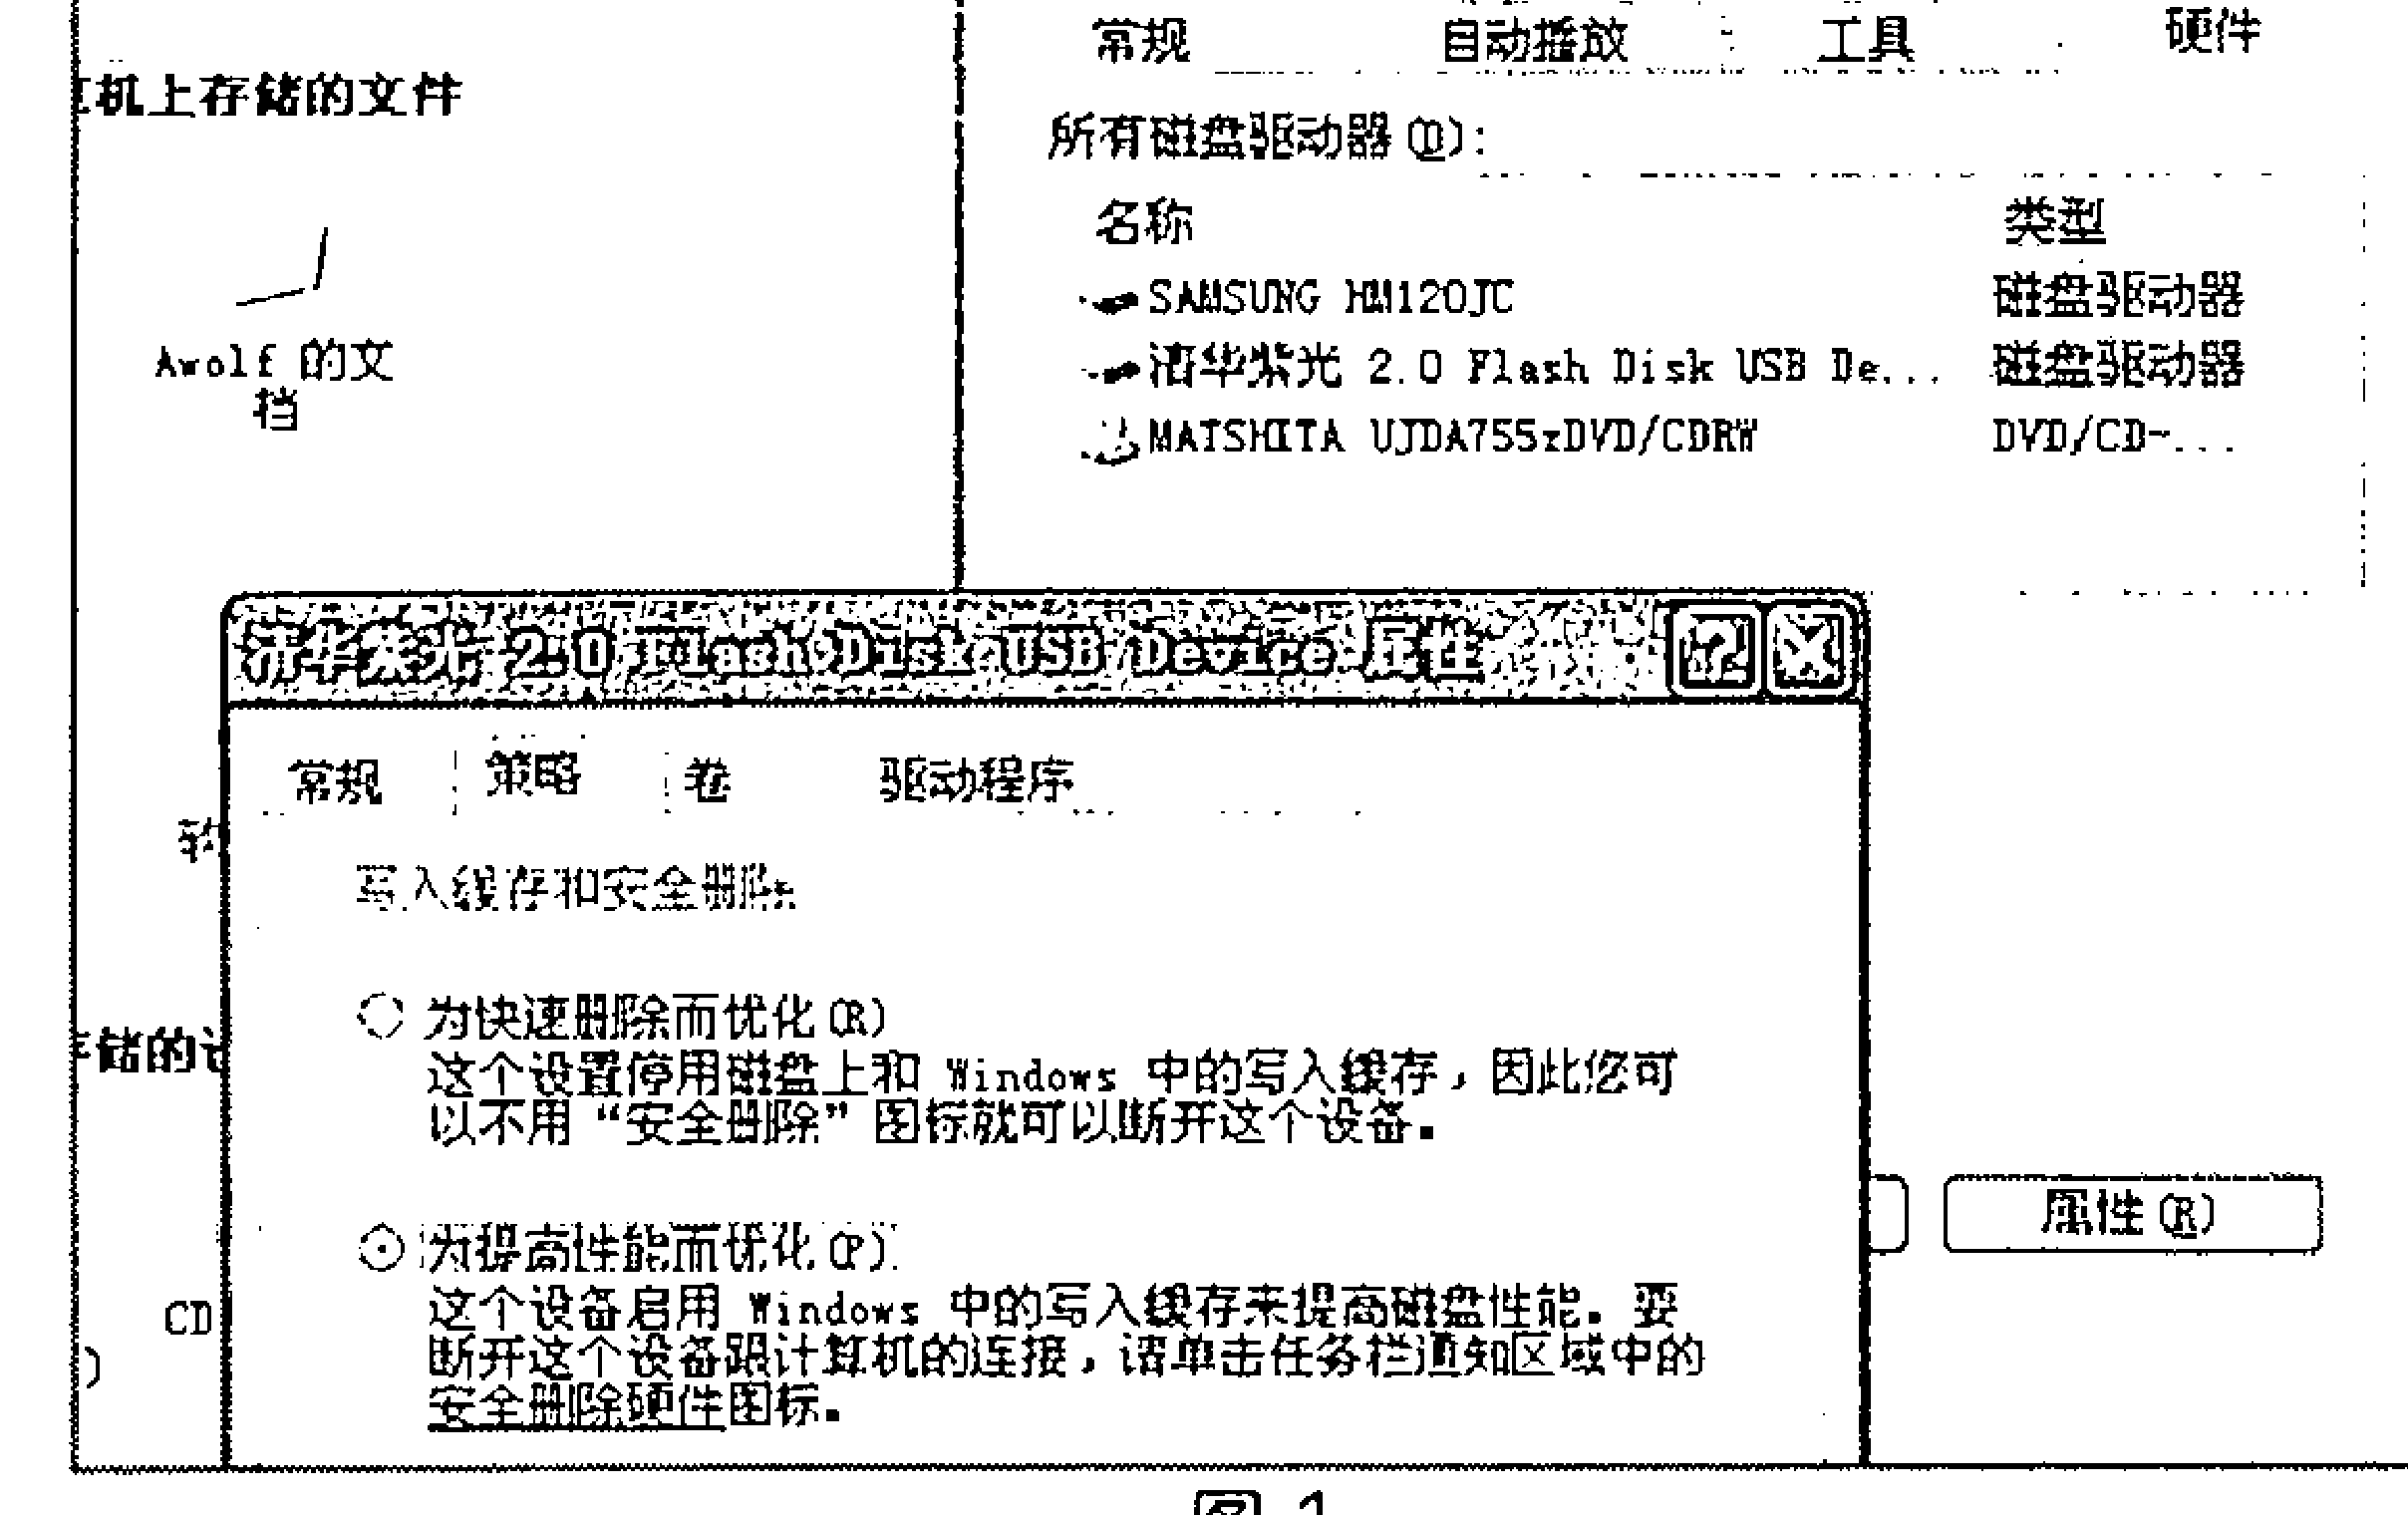 机上存储的文件
Awolf 的文
档
常规 自动播放 工具 硬件
所有磁盘驱动器(D):
名称 类型
SAMSUNG HM120JC 磁盘驱动器
清华紫光 2.0 Flash Disk USB De... 磁盘驱动器
MATSHITA UJDA755zDVD/CDRW DVD/CD-...
清华紫光 2.0 Flash Disk USB Device 属性
常规 策略 卷 驱动程序
写入缓存和安全删除
为快速删除而优化(R)
这个设置停用磁盘上和 Windows 中的写入缓存，因此您可
以不用“安全删除”图标就可以断开这个设备。
为提高性能而优化(P)
这个设备启用 Windows 中的写入缓存来提高磁盘性能。要
断开这个设备跟计算机的连接，请单击任务栏通知区域中的
安全删除硬件图标。
储的
CD
)
属性(R)
图 1